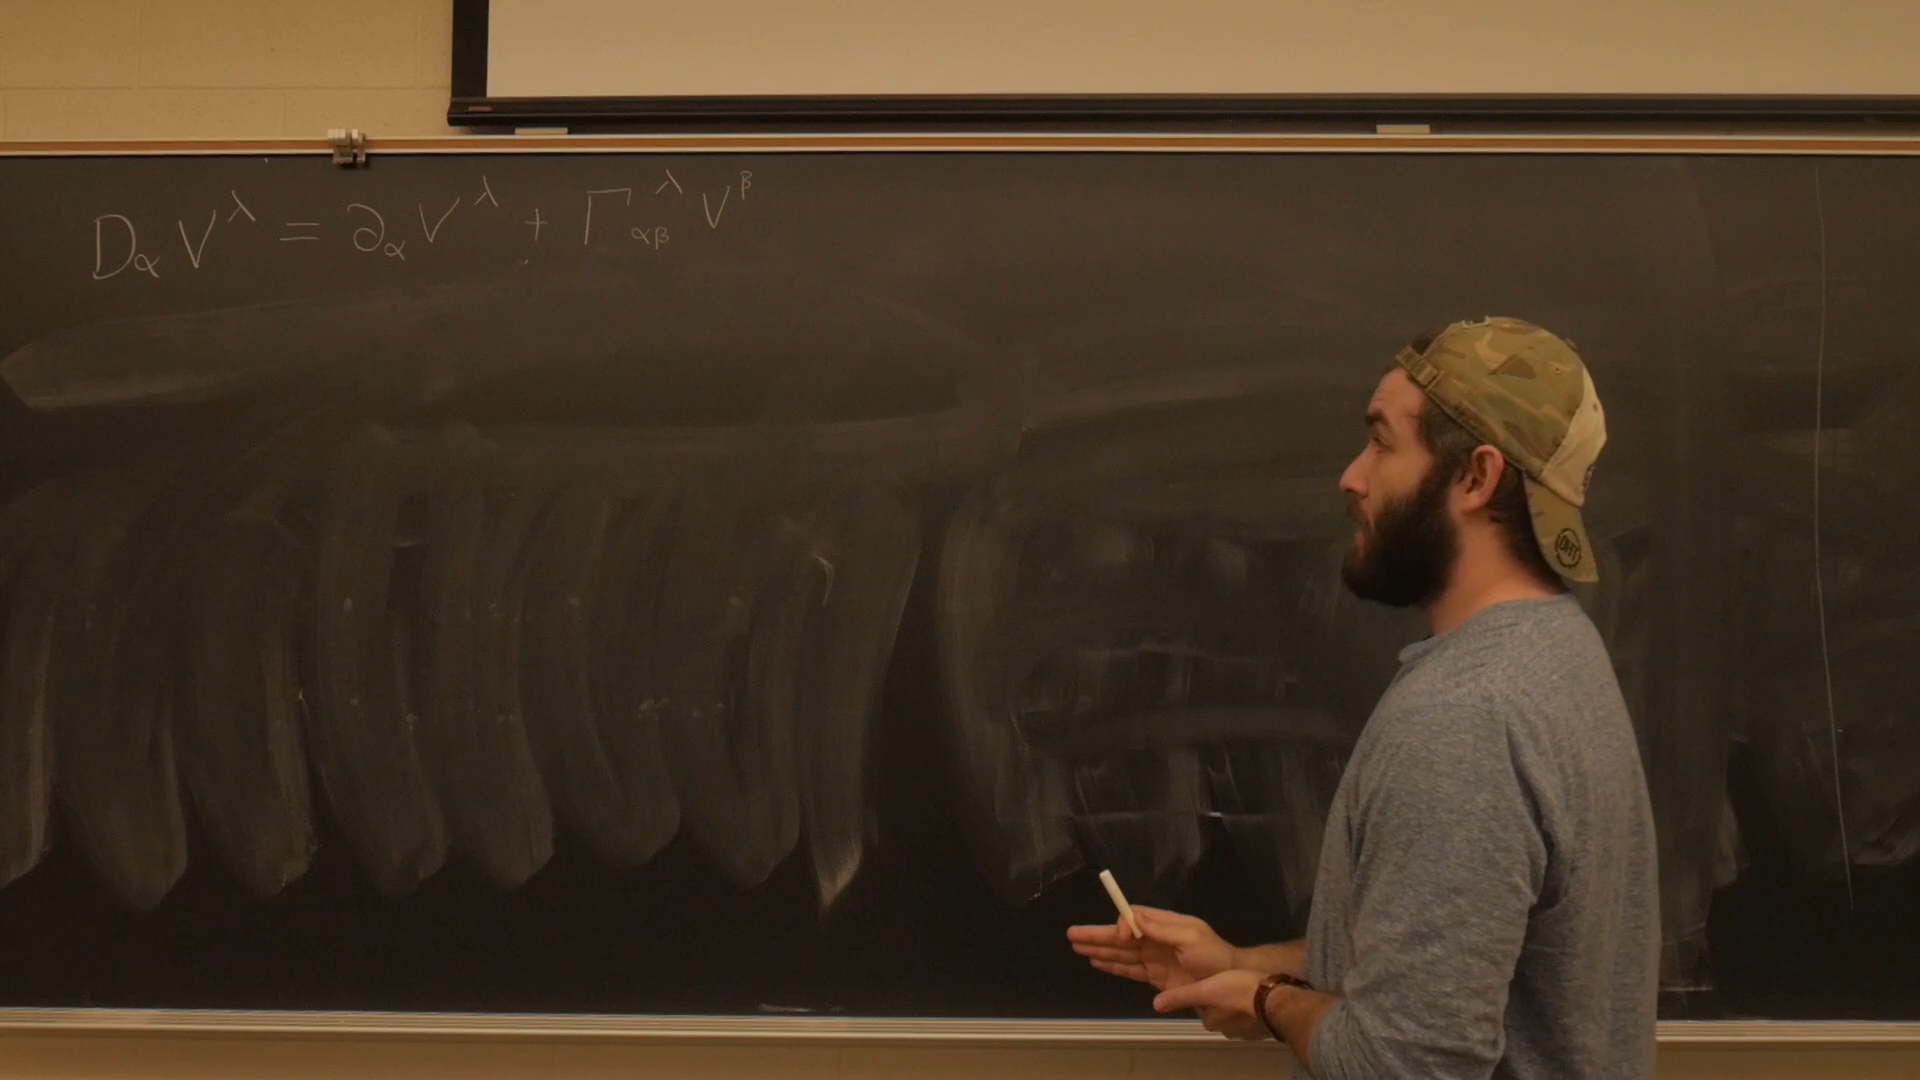 D_α V^λ = ∂_α V^λ + Γ_αβ^λ V^β